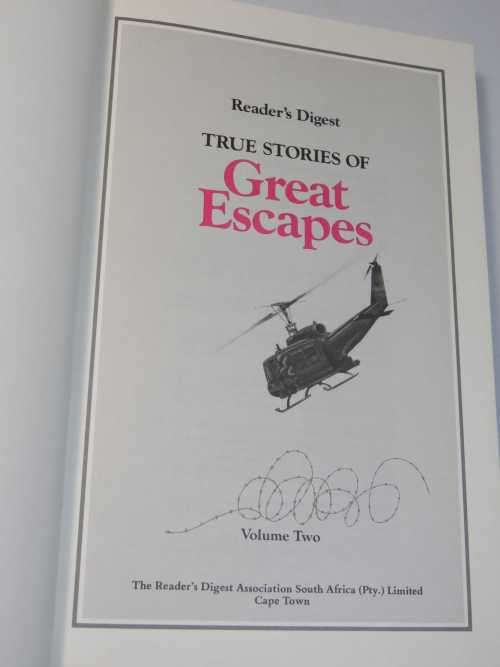 Reader's Digest
TRUE STORIES OF
Great
Escapes
Volume Two
The Reader's Digest Association South Africa (Pty.) Limited
Cape Town